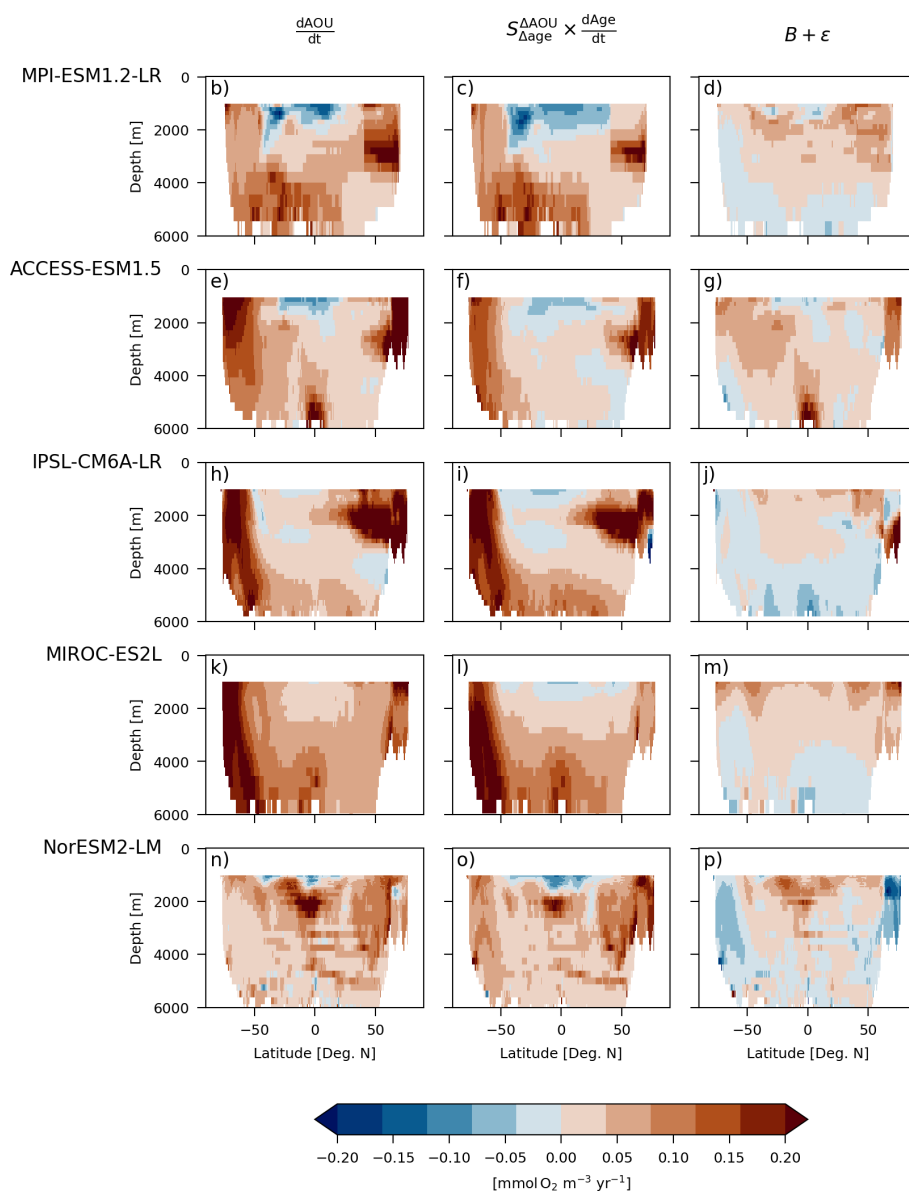 dAOU/dt S^ΔAOU_Δage × dAge/dt B + ε
MPI-ESM1.2-LR
b) c) d)
0
2000
4000
6000
Depth [m]
ACCESS-ESM1.5
e) f) g)
0
2000
4000
6000
Depth [m]
IPSL-CM6A-LR
h) i) j)
0
2000
4000
6000
Depth [m]
MIROC-ES2L
k) l) m)
0
2000
4000
6000
Depth [m]
NorESM2-LM
n) o) p)
0
2000
4000
6000
Depth [m]
−50 0 50 −50 0 50 −50 0 50
Latitude [Deg. N] Latitude [Deg. N] Latitude [Deg. N]
−0.20 −0.15 −0.10 −0.05 0.00 0.05 0.10 0.15 0.20
[mmol O₂ m⁻³ yr⁻¹]